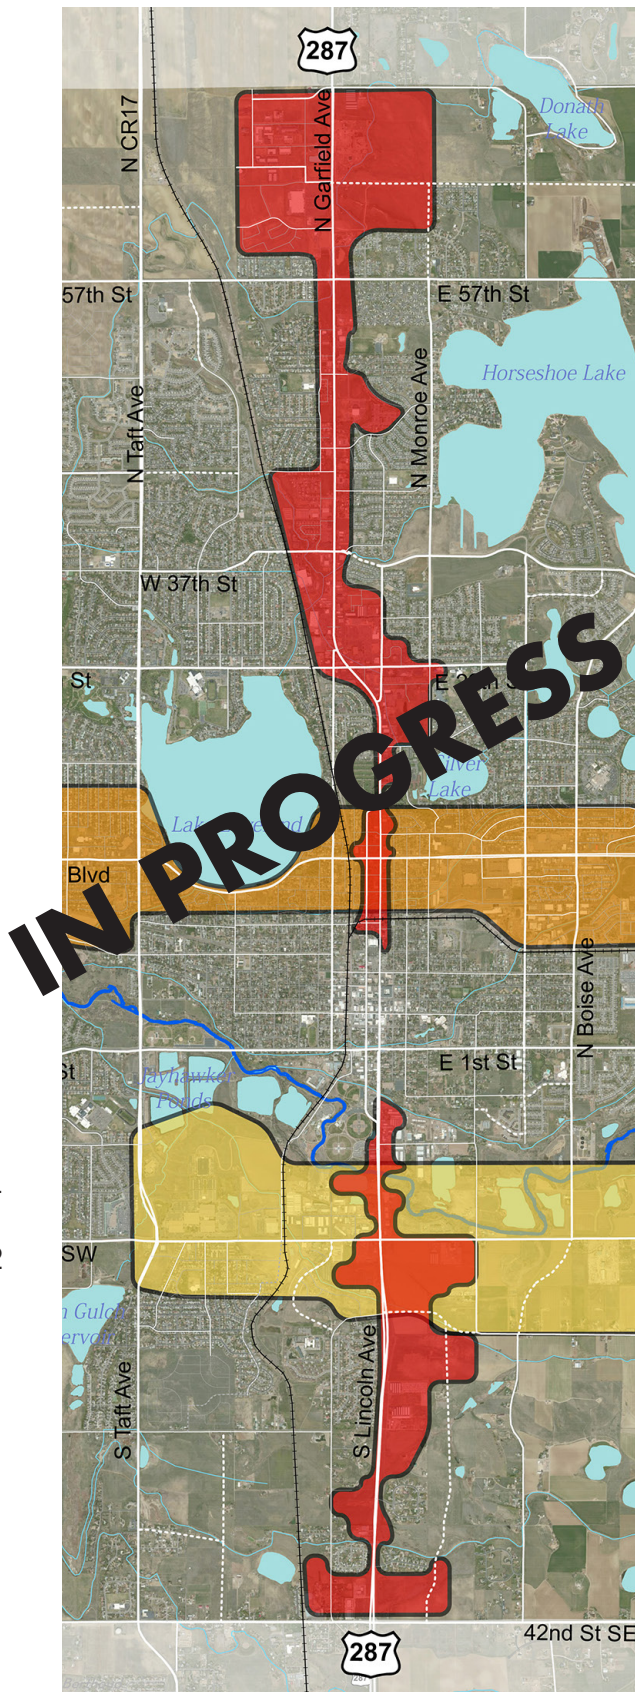 287
N CR17
N Garfield Ave
Donath
Lake
57th St
E 57th St
Horseshoe Lake
N Taft Ave
N Monroe Ave
W 37th St
St
IN PROGRESS
Silver
Lake
Blvd
N Boise Ave
E 1st St
St
Jayhawker
Ponds
SW
S Taft Ave
S Lincoln Ave
42nd St SE
287
287